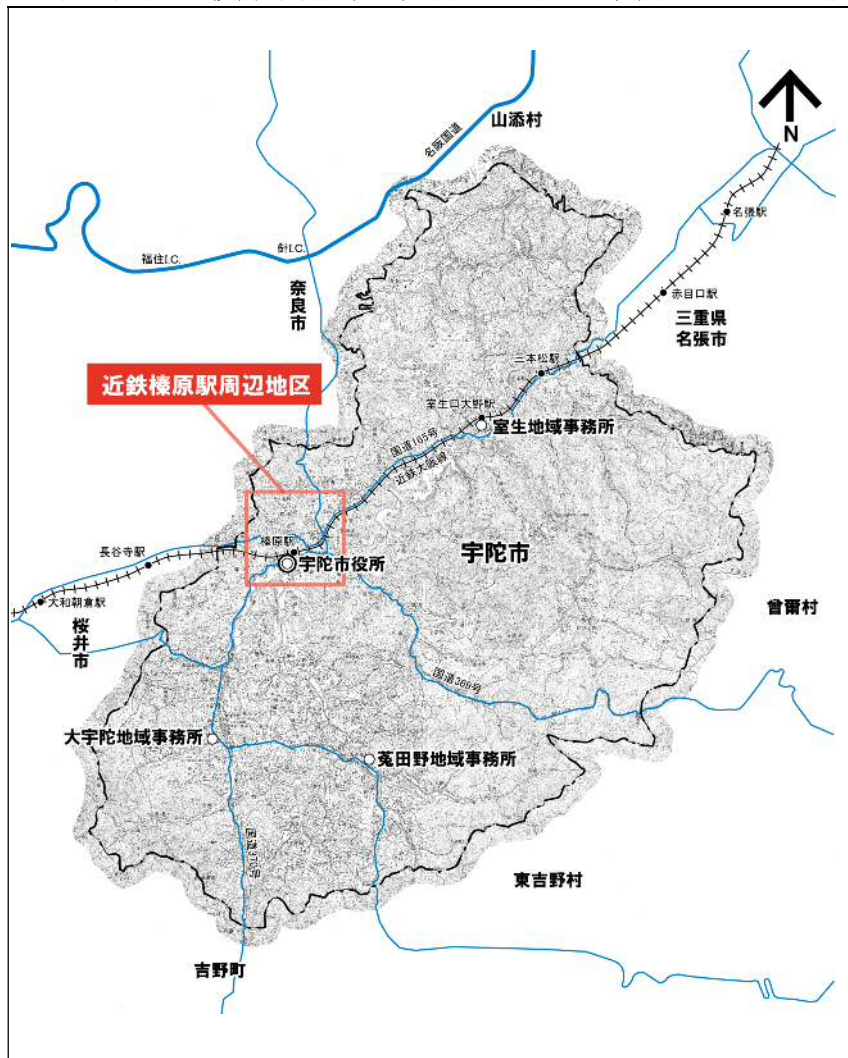 山添村
名阪国道
N
名張駅
福住I.C.
針I.C.
奈良市
赤目口駅
三重県
名張市
三本松駅
近鉄榛原駅周辺地区
室生口大野駅
室生地域事務所
国道165号
近鉄大阪線
榛原駅
宇陀市
長谷寺駅
宇陀市役所
大和朝倉駅
曾爾村
桜井市
国道369号
大宇陀地域事務所
菟田野地域事務所
国道370号
東吉野村
吉野町